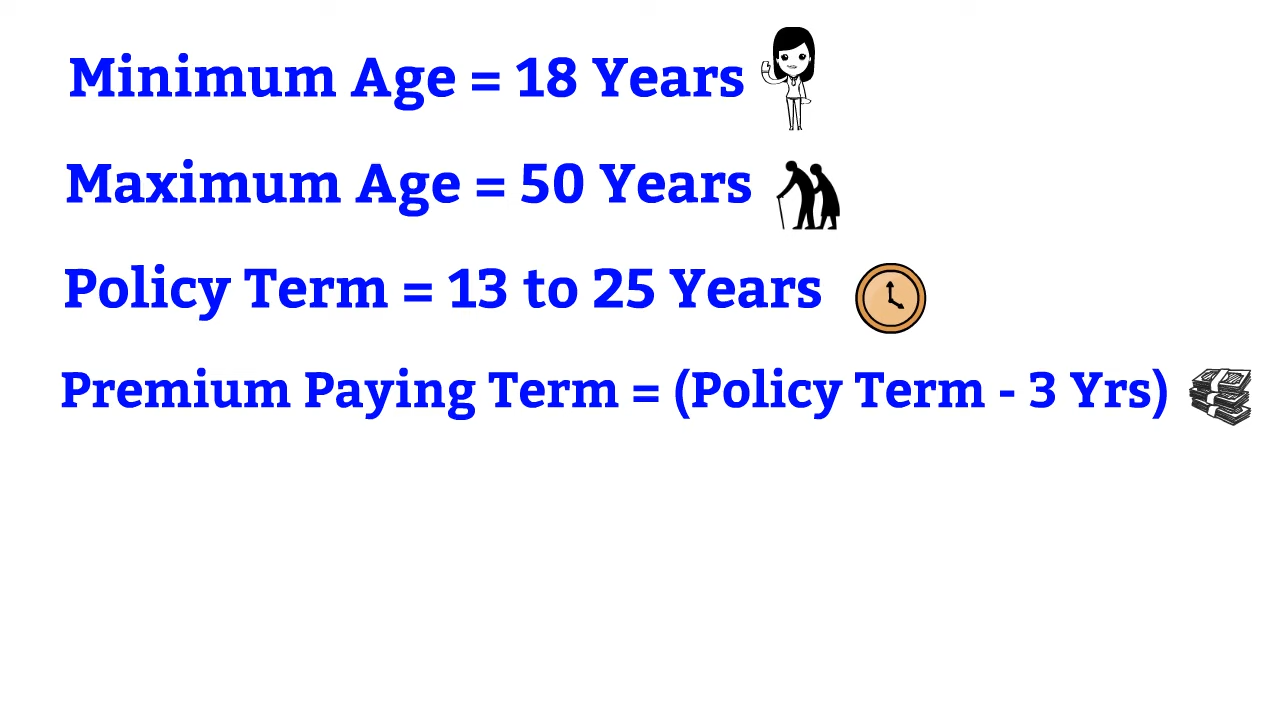 Minimum Age = 18 Years
Maximum Age = 50 Years
Policy Term = 13 to 25 Years
Premium Paying Term = (Policy Term - 3 Yrs)